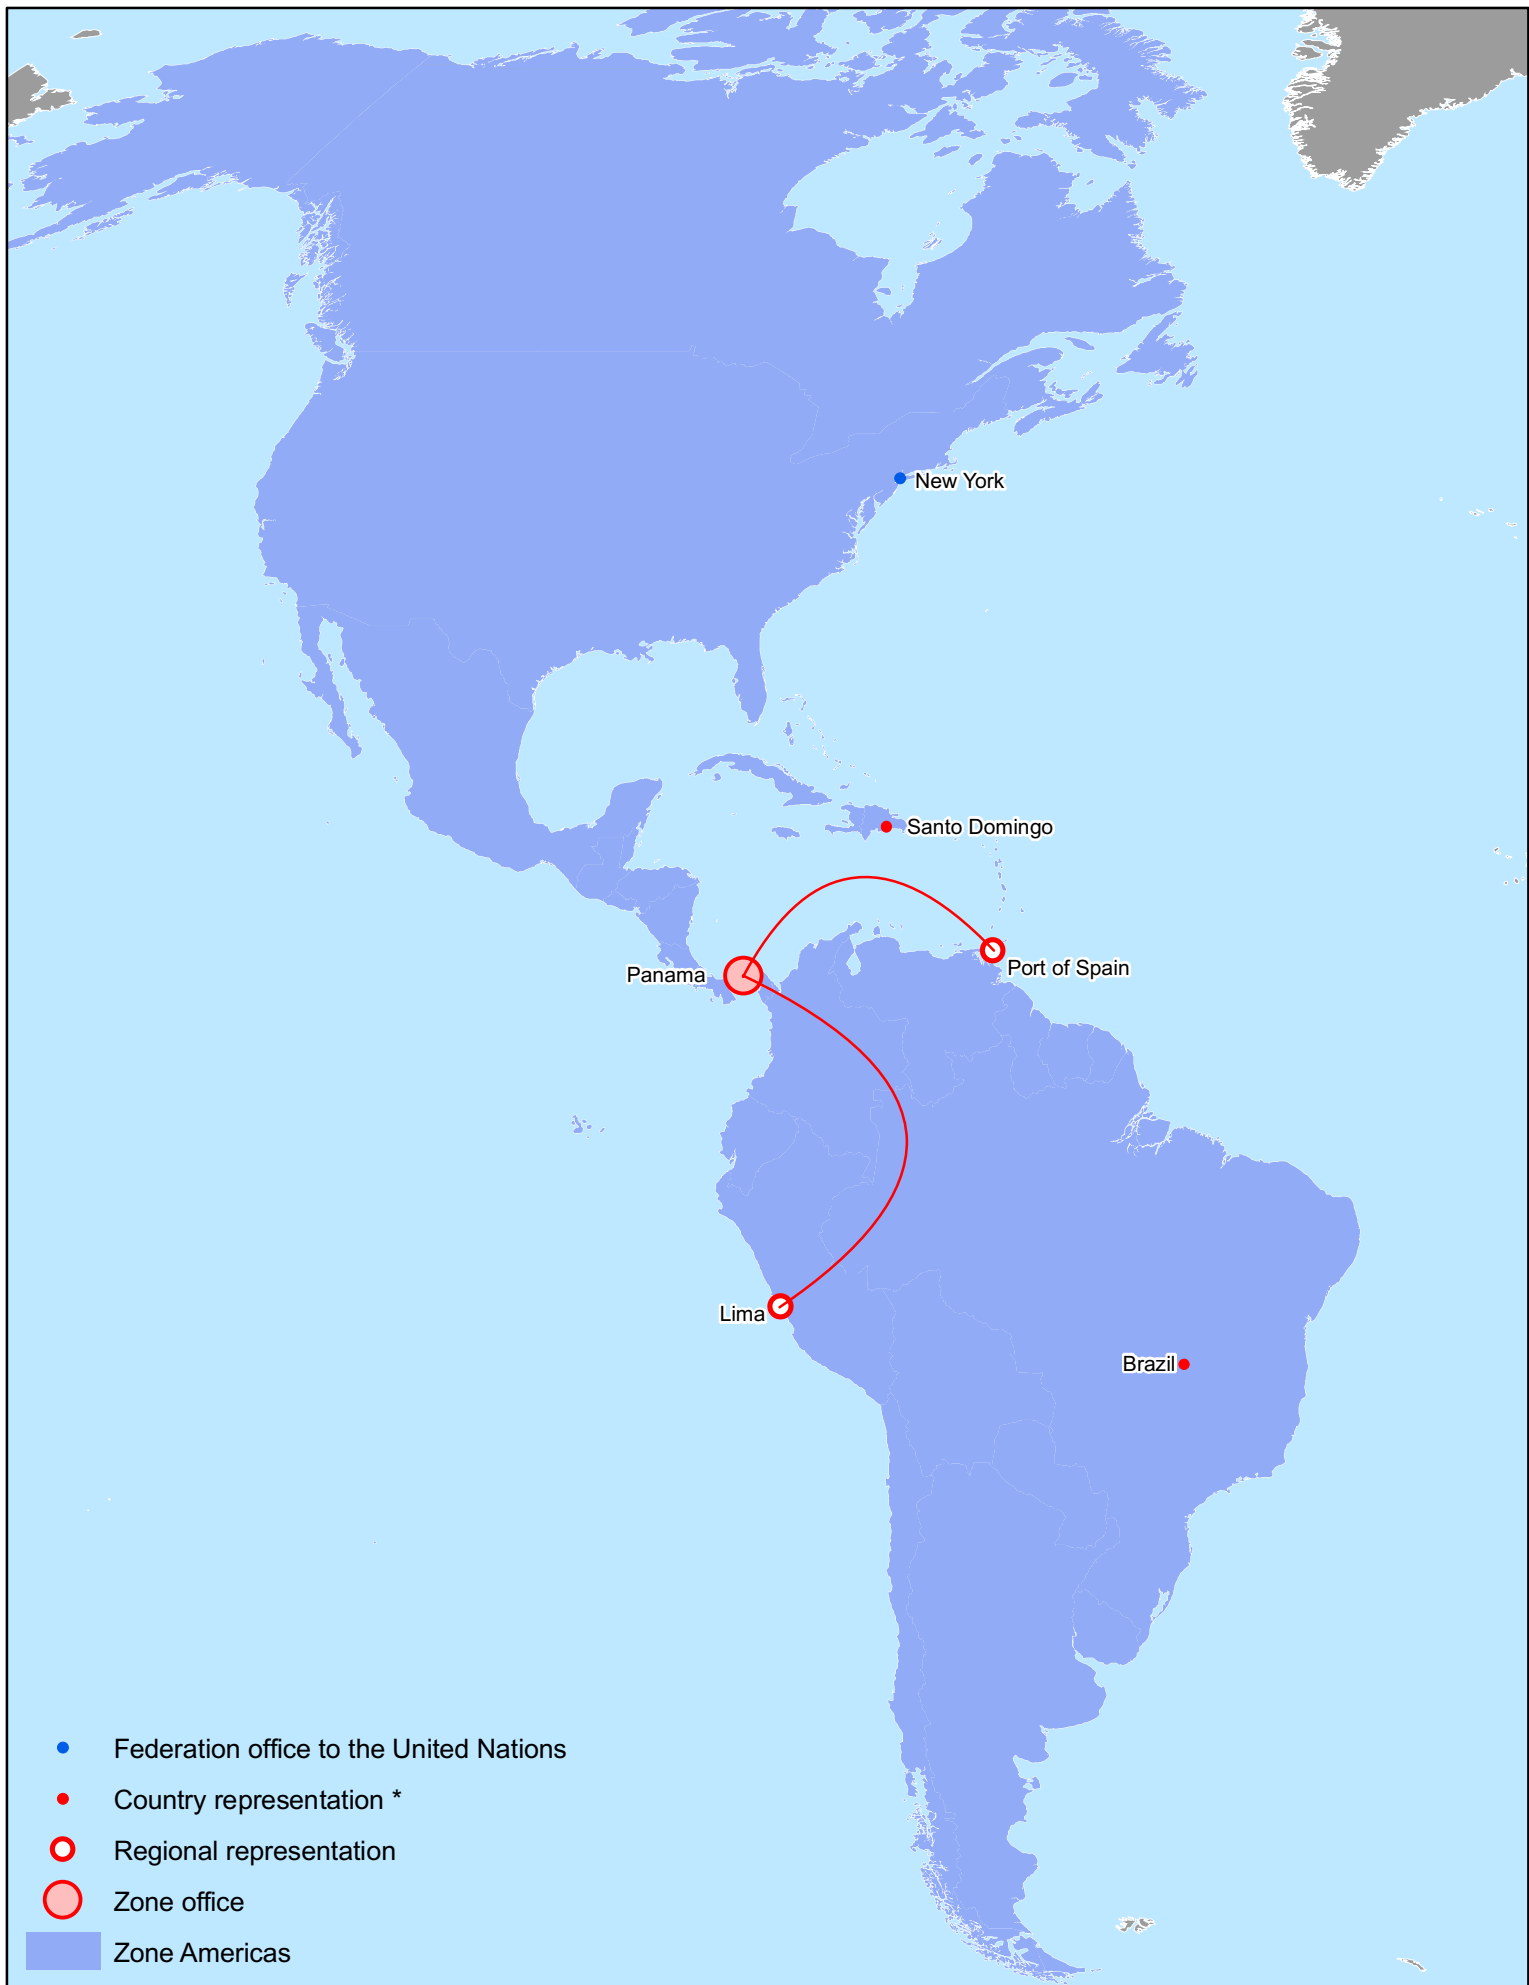 New York
Santo Domingo
Port of Spain
Panama
Lima
Brazil
Federation office to the United Nations
Country representation *
Regional representation
Zone office
Zone Americas